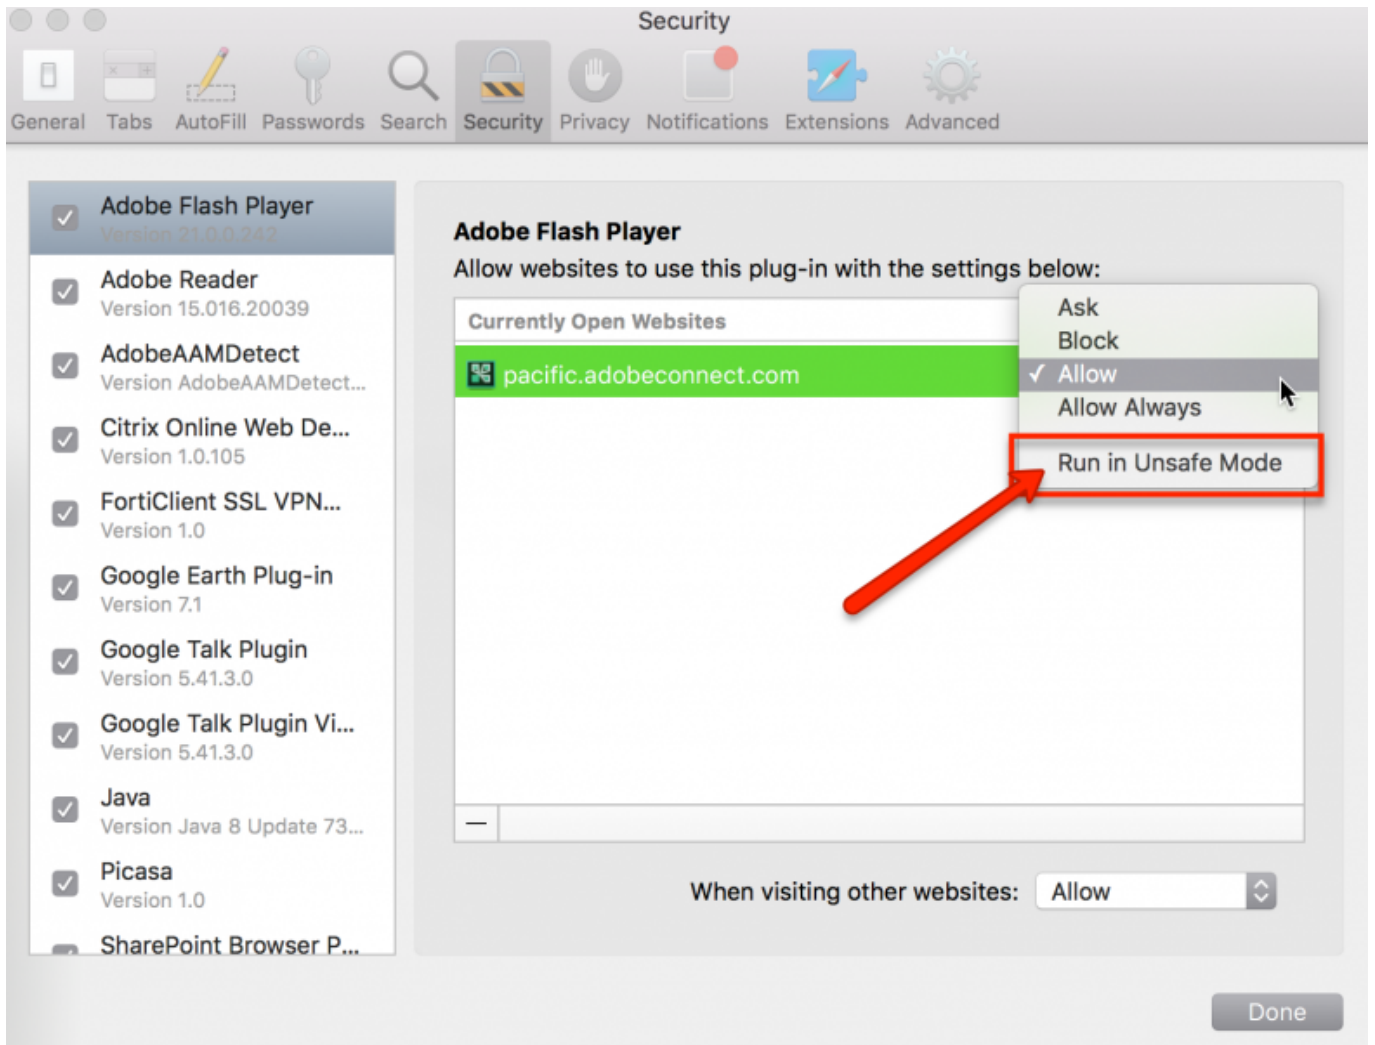 Security
General Tabs AutoFill Passwords Search Security Privacy Notifications Extensions Advanced
Adobe Flash Player
Version 21.0.0.242
Adobe Reader
Version 15.016.20039
AdobeAAMDetect
Version AdobeAAMDetect...
Citrix Online Web De...
Version 1.0.105
FortiClient SSL VPN...
Version 1.0
Google Earth Plug-in
Version 7.1
Google Talk Plugin
Version 5.41.3.0
Google Talk Plugin Vi...
Version 5.41.3.0
Java
Version Java 8 Update 73...
Picasa
Version 1.0
SharePoint Browser P...
Adobe Flash Player
Allow websites to use this plug-in with the settings below:
Currently Open Websites
pacific.adobeconnect.com
Ask
Block
✓ Allow
Allow Always
Run in Unsafe Mode
When visiting other websites: Allow
Done